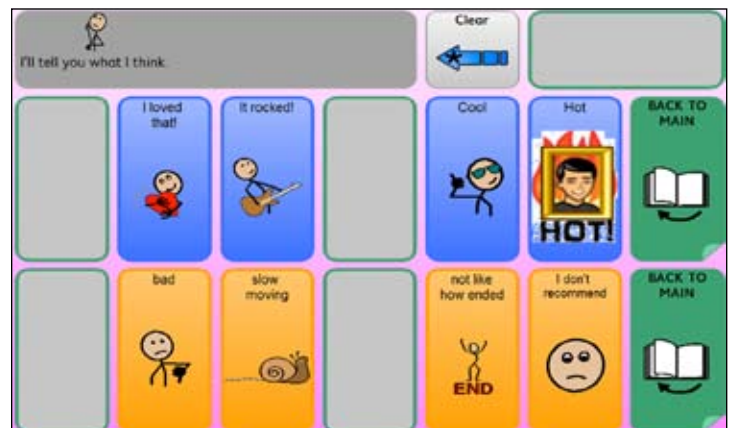 I'll tell you what I think.
Clear
I loved
that!
It rocked!
Cool
Hot
HOT!
BACK TO
MAIN
bad
slow
moving
not like
how ended
END
I don't
recommend
BACK TO
MAIN